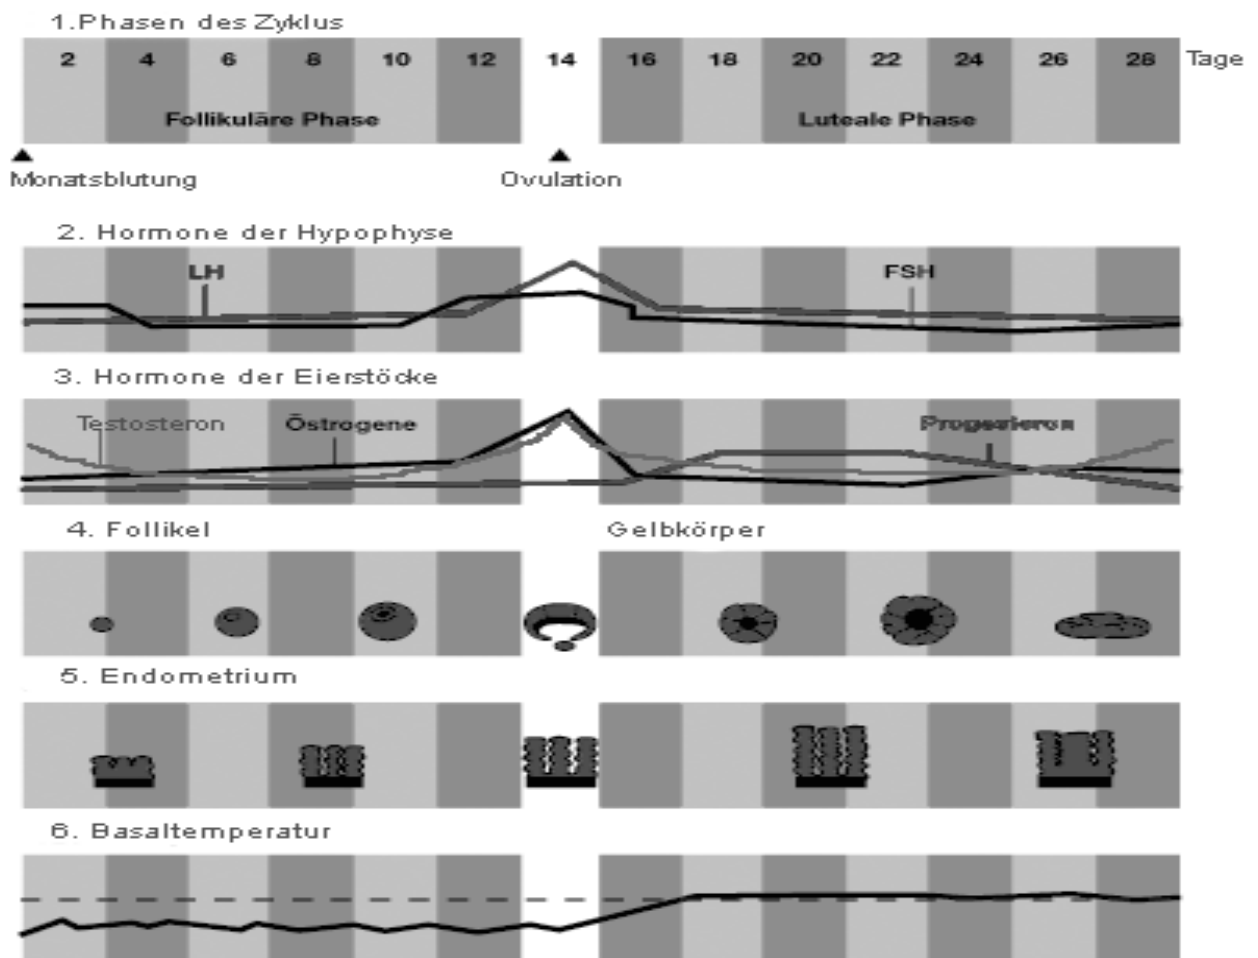 1.Phasen des Zyklus
2 4 6 8 10 12 14 16 18 20 22 24 26 28 Tage
Follikuläre Phase Luteale Phase
Monatsblutung Ovulation
2. Hormone der Hypophyse
LH FSH
3. Hormone der Eierstöcke
Testosteron Östrogene Progesteron
4. Follikel Gelbkörper
5. Endometrium
6. Basaltemperatur